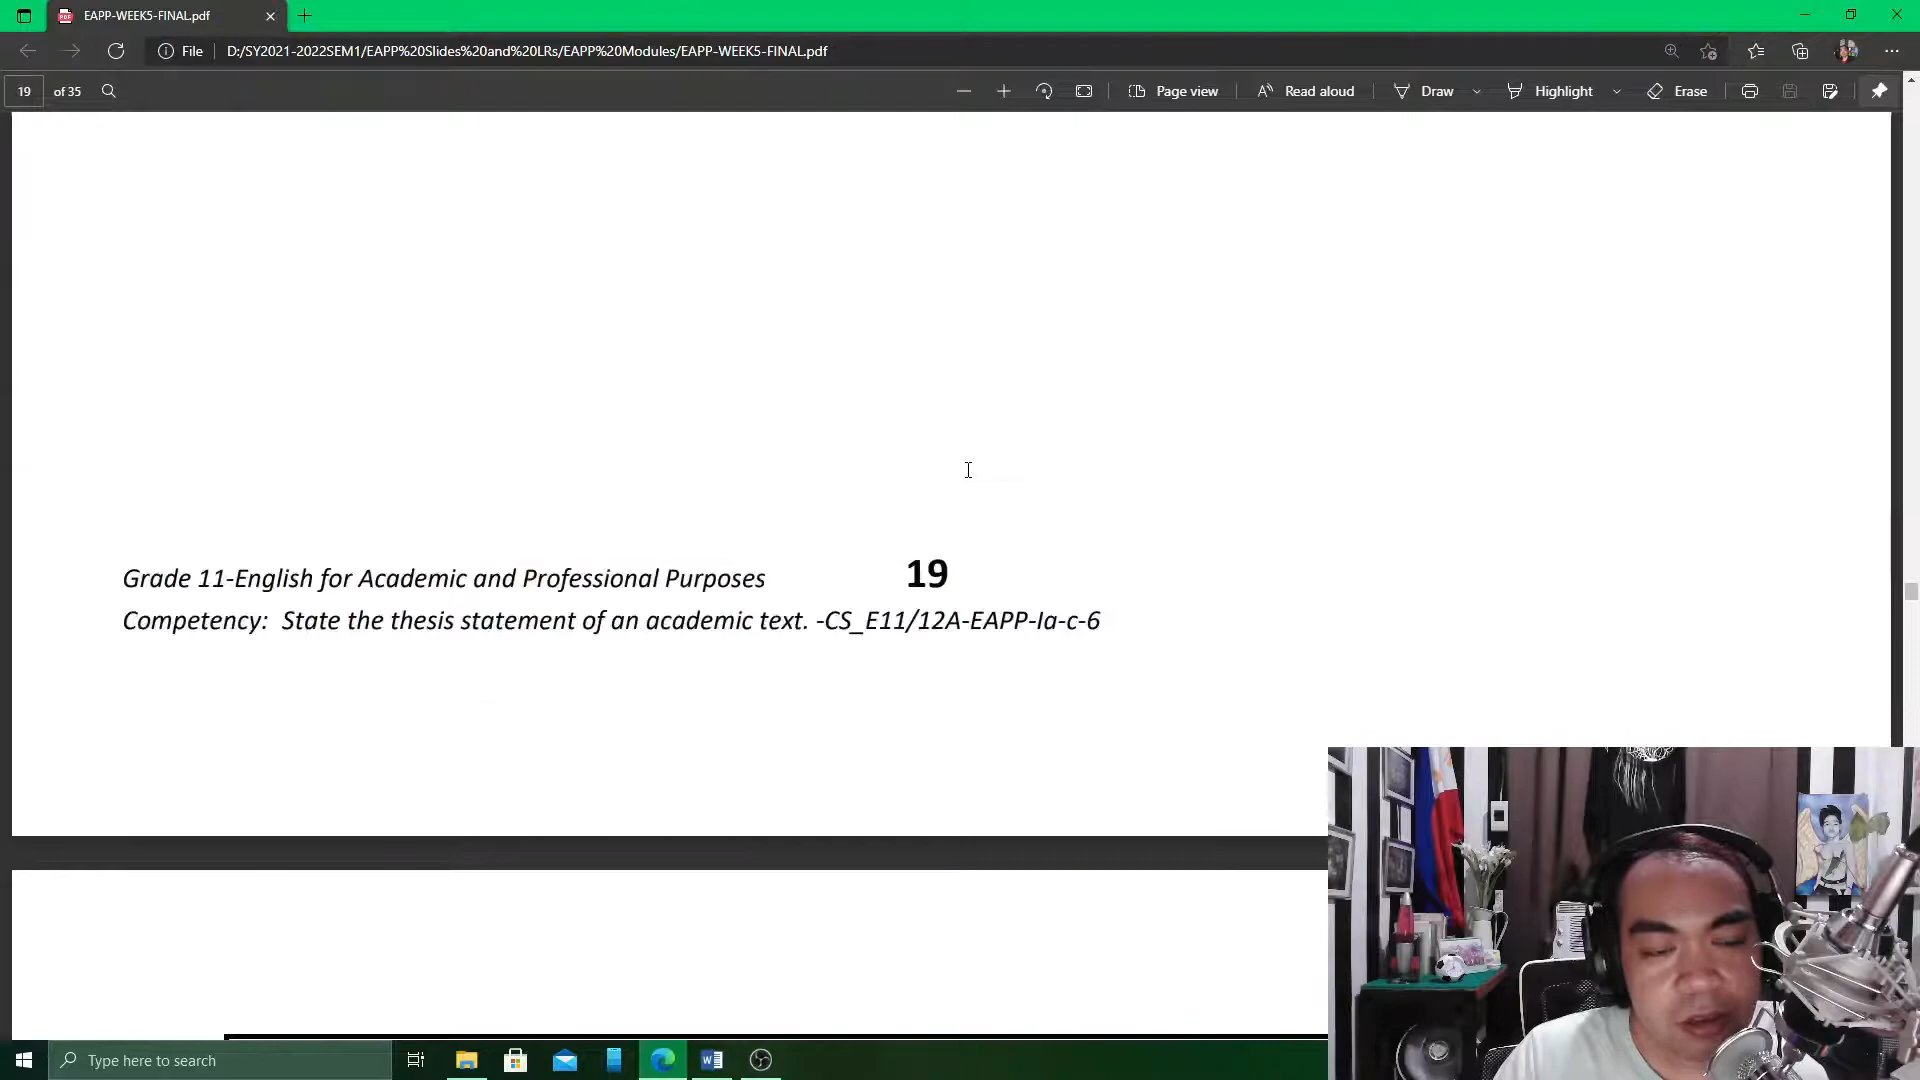 EAPP-WEEK5-FINAL.pdf
File D:/SY2021-2022SEM1/EAPP%20Slides%20and%20LRs/EAPP%20Modules/EAPP-WEEK5-FINAL.pdf
19 of 35 Page view Read aloud Draw Highlight Erase
Grade 11-English for Academic and Professional Purposes 19
Competency: State the thesis statement of an academic text. -CS_E11/12A-EAPP-Ia-c-6
Type here to search